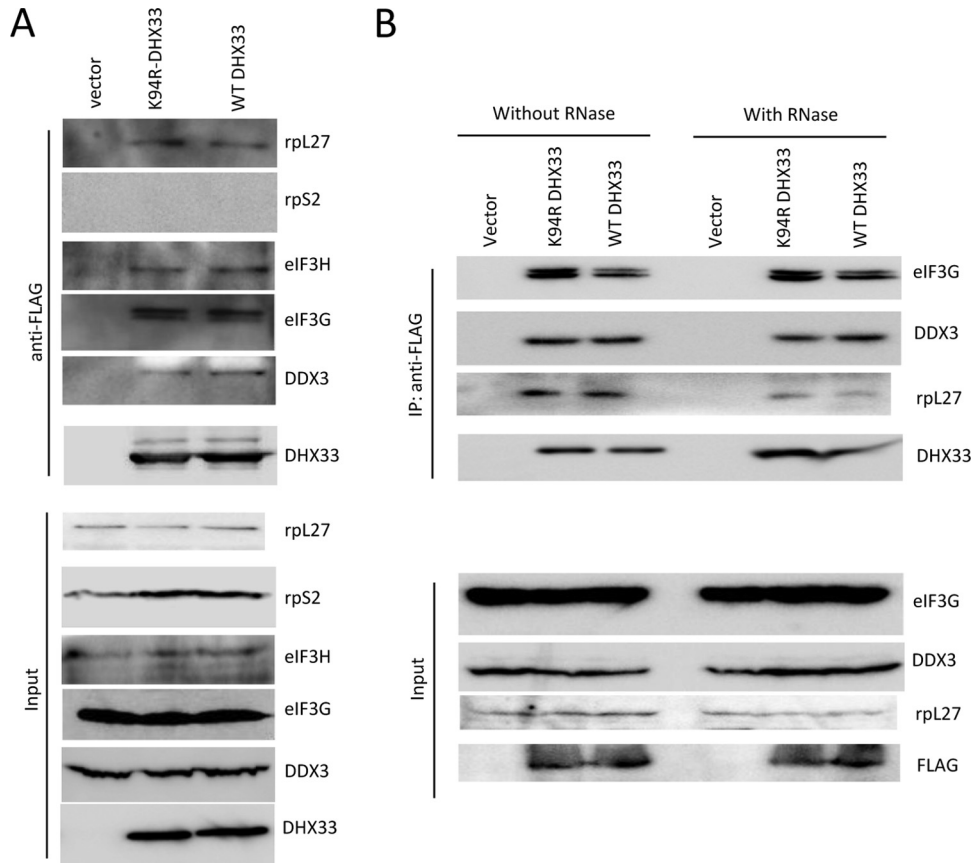 A
vector
K94R-DHX33
WT DHX33
anti-FLAG
rpL27
rpS2
eIF3H
eIF3G
DDX3
DHX33
Input
rpL27
rpS2
eIF3H
eIF3G
DDX3
DHX33
B
Without RNase
With RNase
Vector
K94R DHX33
WT DHX33
Vector
K94R DHX33
WT DHX33
IP: anti-FLAG
eIF3G
DDX3
rpL27
DHX33
Input
eIF3G
DDX3
rpL27
FLAG